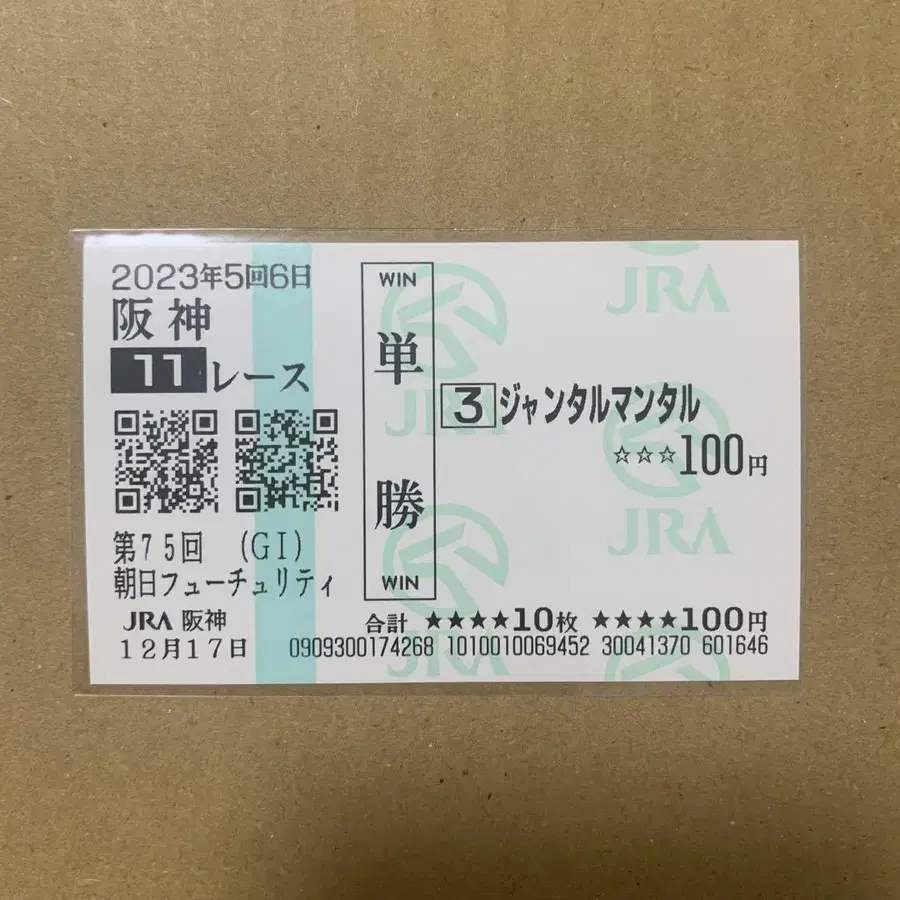 2023年5回6日
阪神
11レース
第75回 (GI)
朝日フューチュリティ
JRA 阪神
12月17日
WIN
単勝
WIN
3 ジャンタルマンタル
☆☆☆100円
合計 ★★★★10枚 ★★★★100円
0909300174268 1010010069452 30041370 601646
JRA
JRA
JRA
JRA